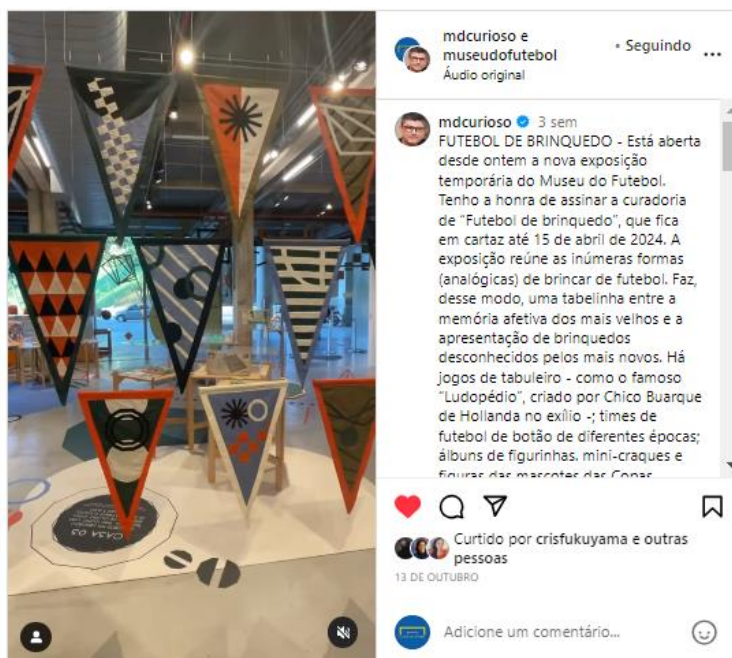 mdcurioso e
museudofutebol
• Seguindo
Áudio original
mdcurioso 3 sem
FUTEBOL DE BRINQUEDO - Está aberta
desde ontem a nova exposição
temporária do Museu do Futebol.
Tenho a honra de assinar a curadoria
de "Futebol de brinquedo", que fica
em cartaz até 15 de abril de 2024. A
exposição reúne as inúmeras formas
(analógicas) de brincar de futebol. Faz,
desse modo, uma tabelinha entre a
memória afetiva dos mais velhos e a
apresentação de brinquedos
desconhecidos pelos mais novos. Há
jogos de tabuleiro - como o famoso
"Ludopédio", criado por Chico Buarque
de Hollanda no exílio -; times de
futebol de botão de diferentes épocas;
álbuns de figurinhas, mini-craques e
figuras das mascotes das Copas
Curtido por crisfukuyama e outras
pessoas
13 DE OUTUBRO
Adicione um comentário...
CASA 03